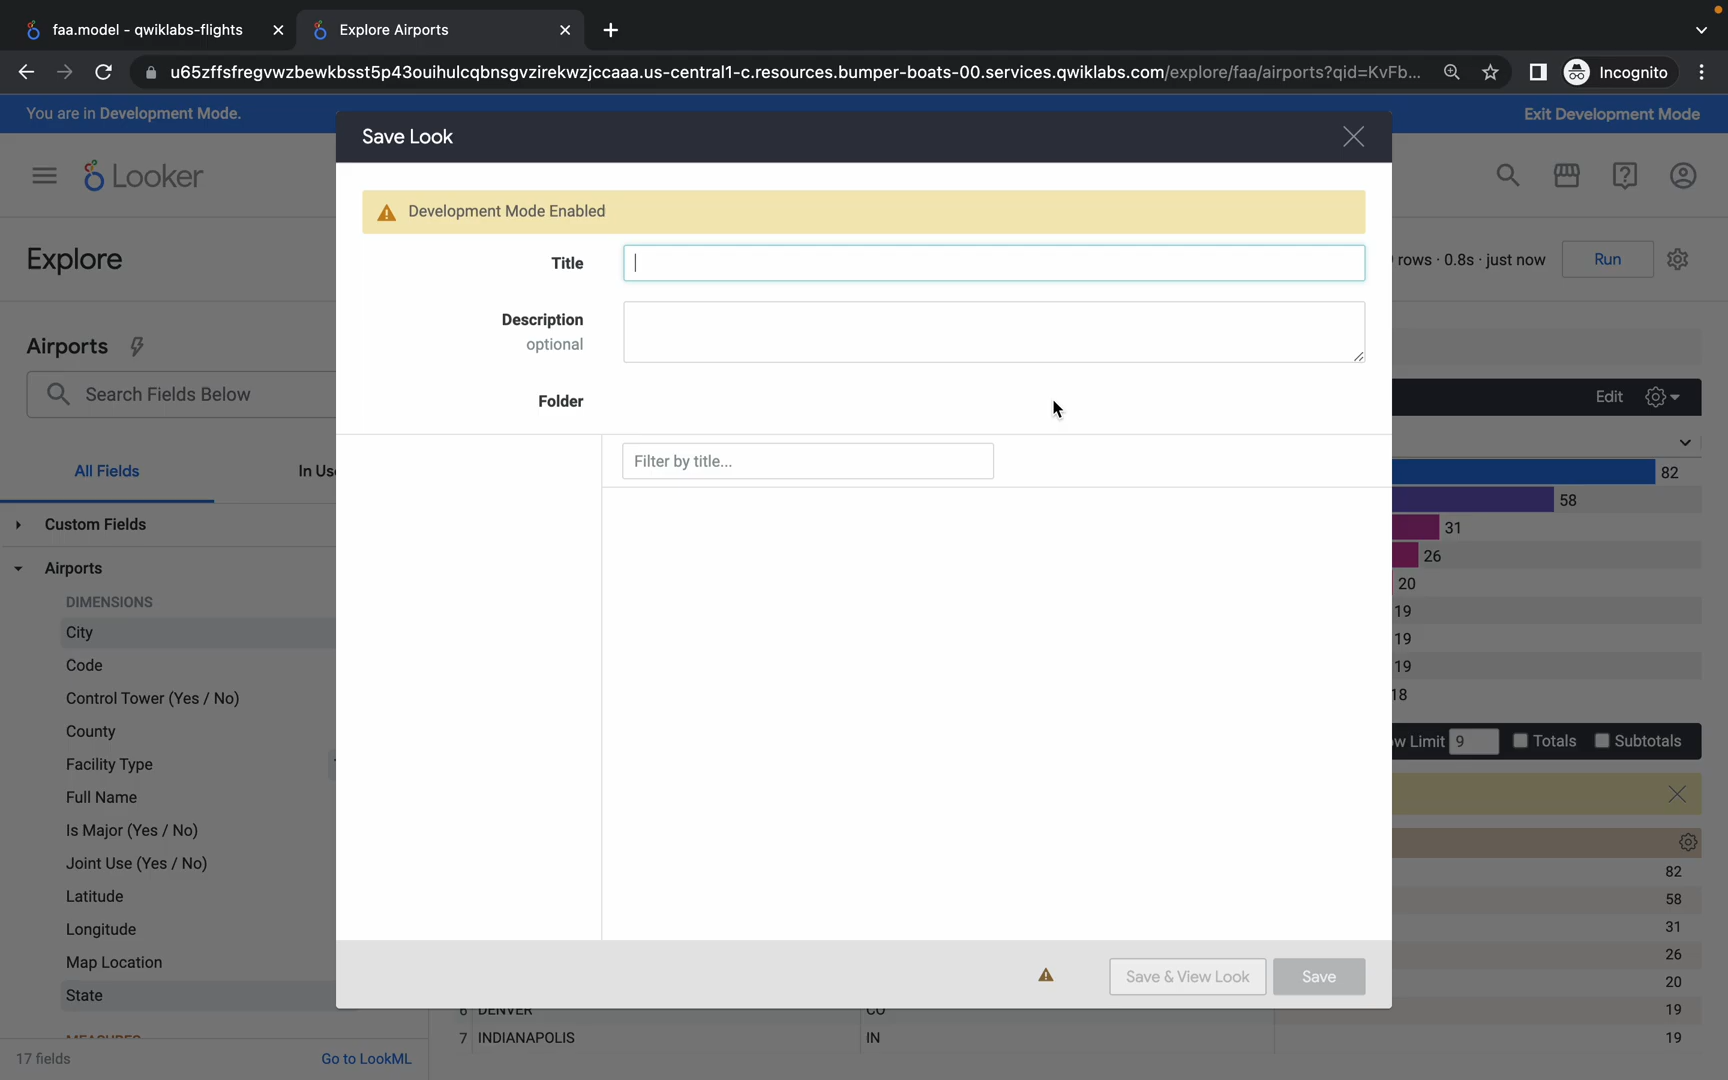 faa.model - qwiklabs-flights
Explore Airports
u65zffsfregvwzbewkbsst5p43ouihulcqbnsgvzirekwzjccaaa.us-central1-c.resources.bumper-boats-00.services.qwiklabs.com/explore/faa/airports?qid=KvFb...
Incognito
You are in Development Mode.
Exit Development Mode
Save Look
Looker
Development Mode Enabled
Title
Explore
rows · 0.8s · just now
Run
Description
optional
Airports
Search Fields Below
Folder
Edit
All Fields
In Use
Filter by title...
82
58
31
26
20
19
19
19
18
Custom Fields
Airports
DIMENSIONS
City
Code
Control Tower (Yes / No)
County
Facility Type
Full Name
Is Major (Yes / No)
Joint Use (Yes / No)
Latitude
Longitude
Map Location
State
w Limit 9
Totals
Subtotals
82
58
31
26
20
Save & View Look
Save
6 DENVER CO 19
7 INDIANAPOLIS IN 19
17 fields
Go to LookML